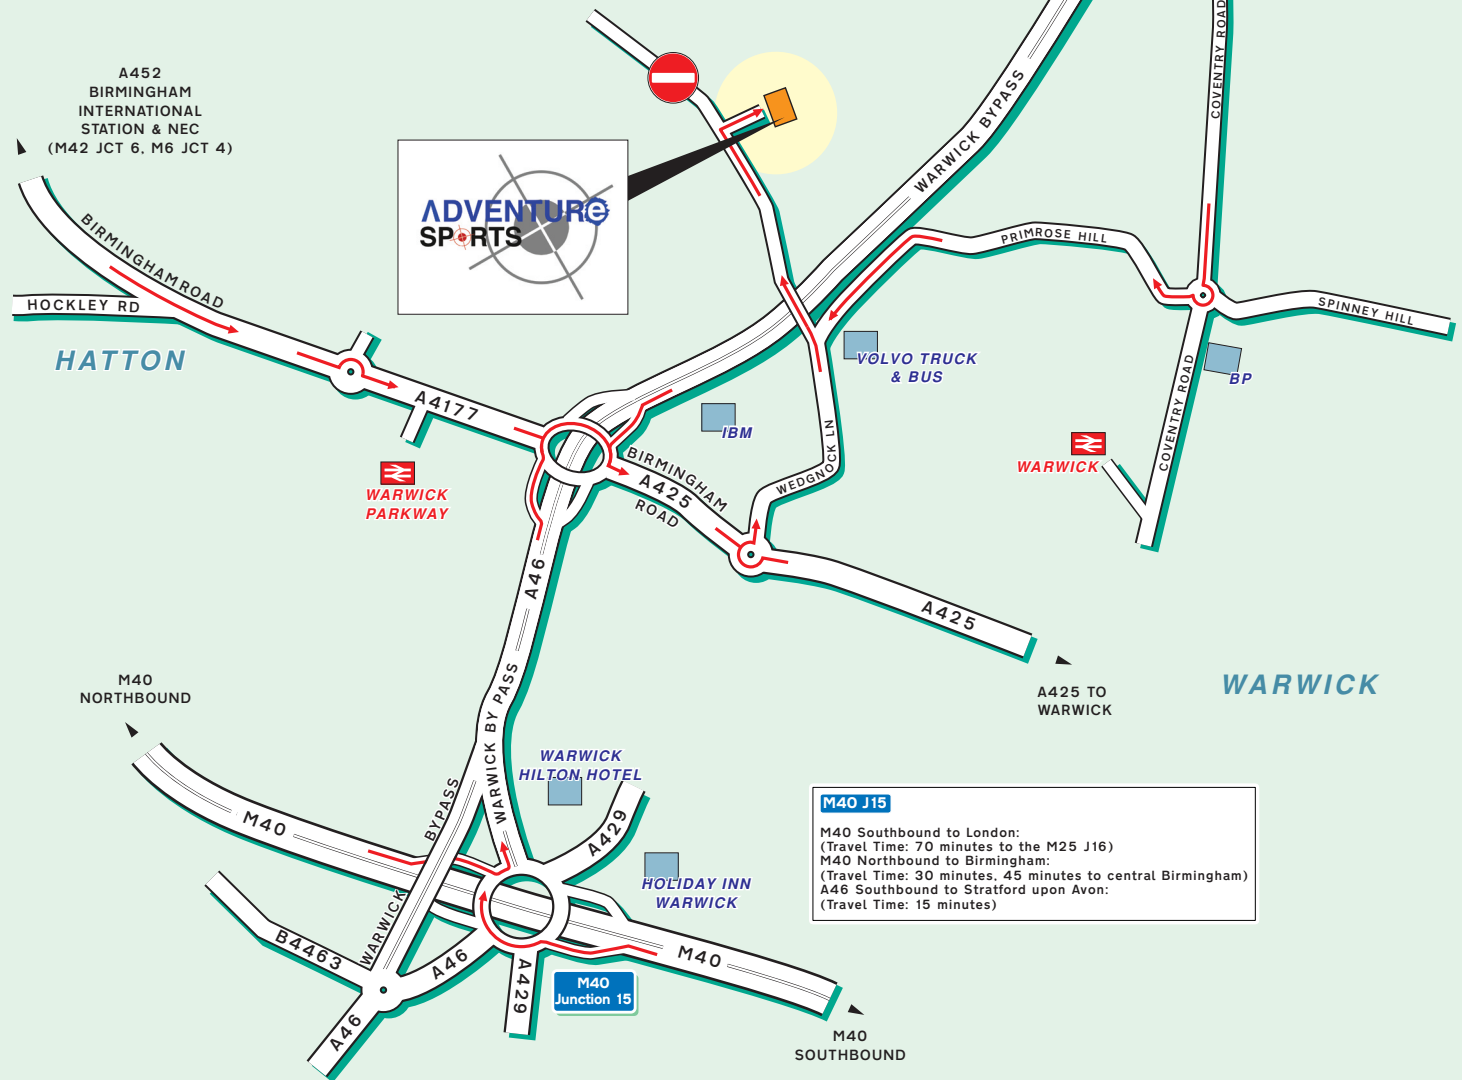 A452
BIRMINGHAM
INTERNATIONAL
STATION & NEC
(M42 JCT 6, M6 JCT 4)
BIRMINGHAM ROAD
HOCKLEY RD
HATTON
A4177
WARWICK
PARKWAY
ADVENTURe
SPORTS
WARWICK BYPASS
COVENTRY ROAD
PRIMROSE HILL
SPINNEY HILL
VOLVO TRUCK
& BUS
BP
IBM
COVENTRY ROAD
WARWICK
WEDGNOCK LN
BIRMINGHAM
A425
ROAD
A46
A425
A425 TO
WARWICK
WARWICK
M40
NORTHBOUND
WARWICK BY PASS
WARWICK
HILTON HOTEL
M40
WARWICK BYPASS
A429
HOLIDAY INN
WARWICK
B4463
A46
A429
M40
A46
M40
Junction 15
M40
SOUTHBOUND
M40 J15
M40 Southbound to London:
(Travel Time: 70 minutes to the M25 J16)
M40 Northbound to Birmingham:
(Travel Time: 30 minutes, 45 minutes to central Birmingham)
A46 Southbound to Stratford upon Avon:
(Travel Time: 15 minutes)